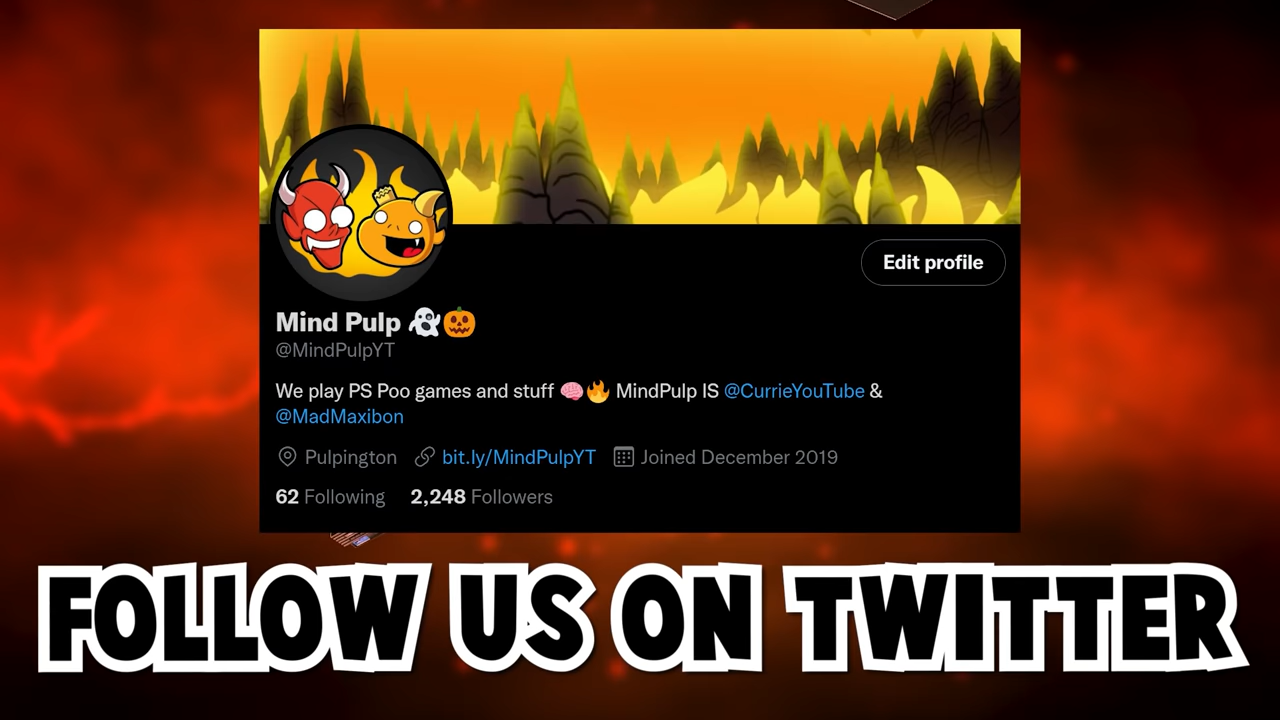 Edit profile
Mind Pulp 👻🎃
@MindPulpYT
We play PS Poo games and stuff 🧠🔥 MindPulp IS @CurrieYouTube &
@MadMaxibon
Pulpington bit.ly/MindPulpYT Joined December 2019
62 Following 2,248 Followers
FOLLOW US ON TWITTER